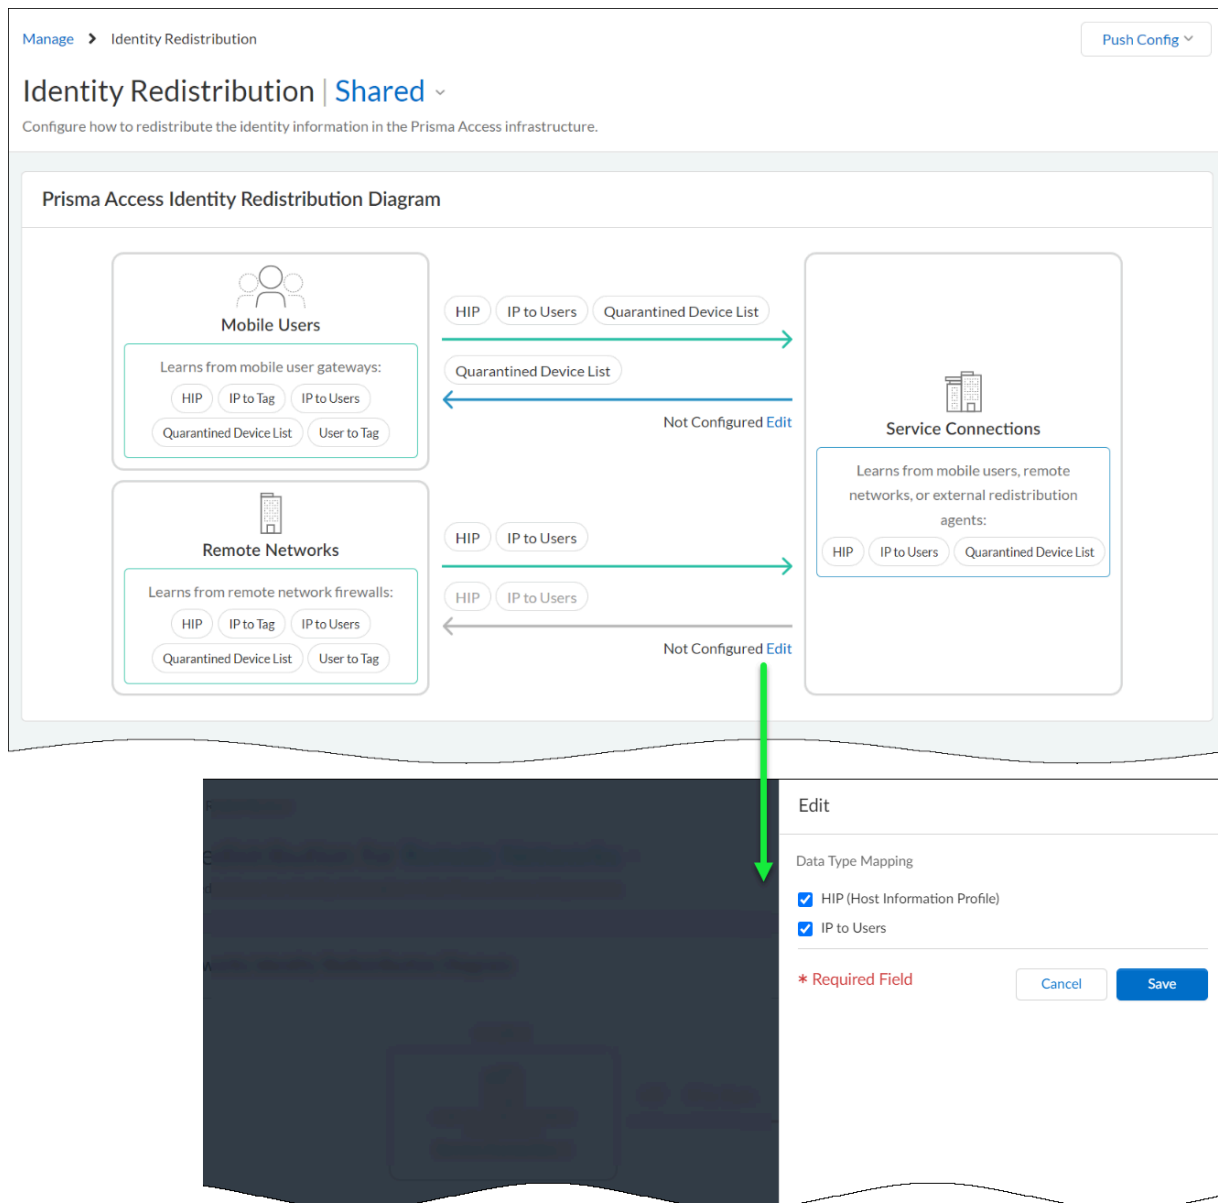 Manage > Identity Redistribution
Push Config
Identity Redistribution | Shared
Configure how to redistribute the identity information in the Prisma Access infrastructure.
Prisma Access Identity Redistribution Diagram
Mobile Users
Learns from mobile user gateways:
HIP IP to Tag IP to Users
Quarantined Device List User to Tag
HIP IP to Users Quarantined Device List
Quarantined Device List
Not Configured Edit
Service Connections
Learns from mobile users, remote
networks, or external redistribution
agents:
HIP IP to Users Quarantined Device List
Remote Networks
Learns from remote network firewalls:
HIP IP to Tag IP to Users
Quarantined Device List User to Tag
HIP IP to Users
HIP IP to Users
Not Configured Edit
Edit
Data Type Mapping
HIP (Host Information Profile)
IP to Users
* Required Field
Cancel
Save